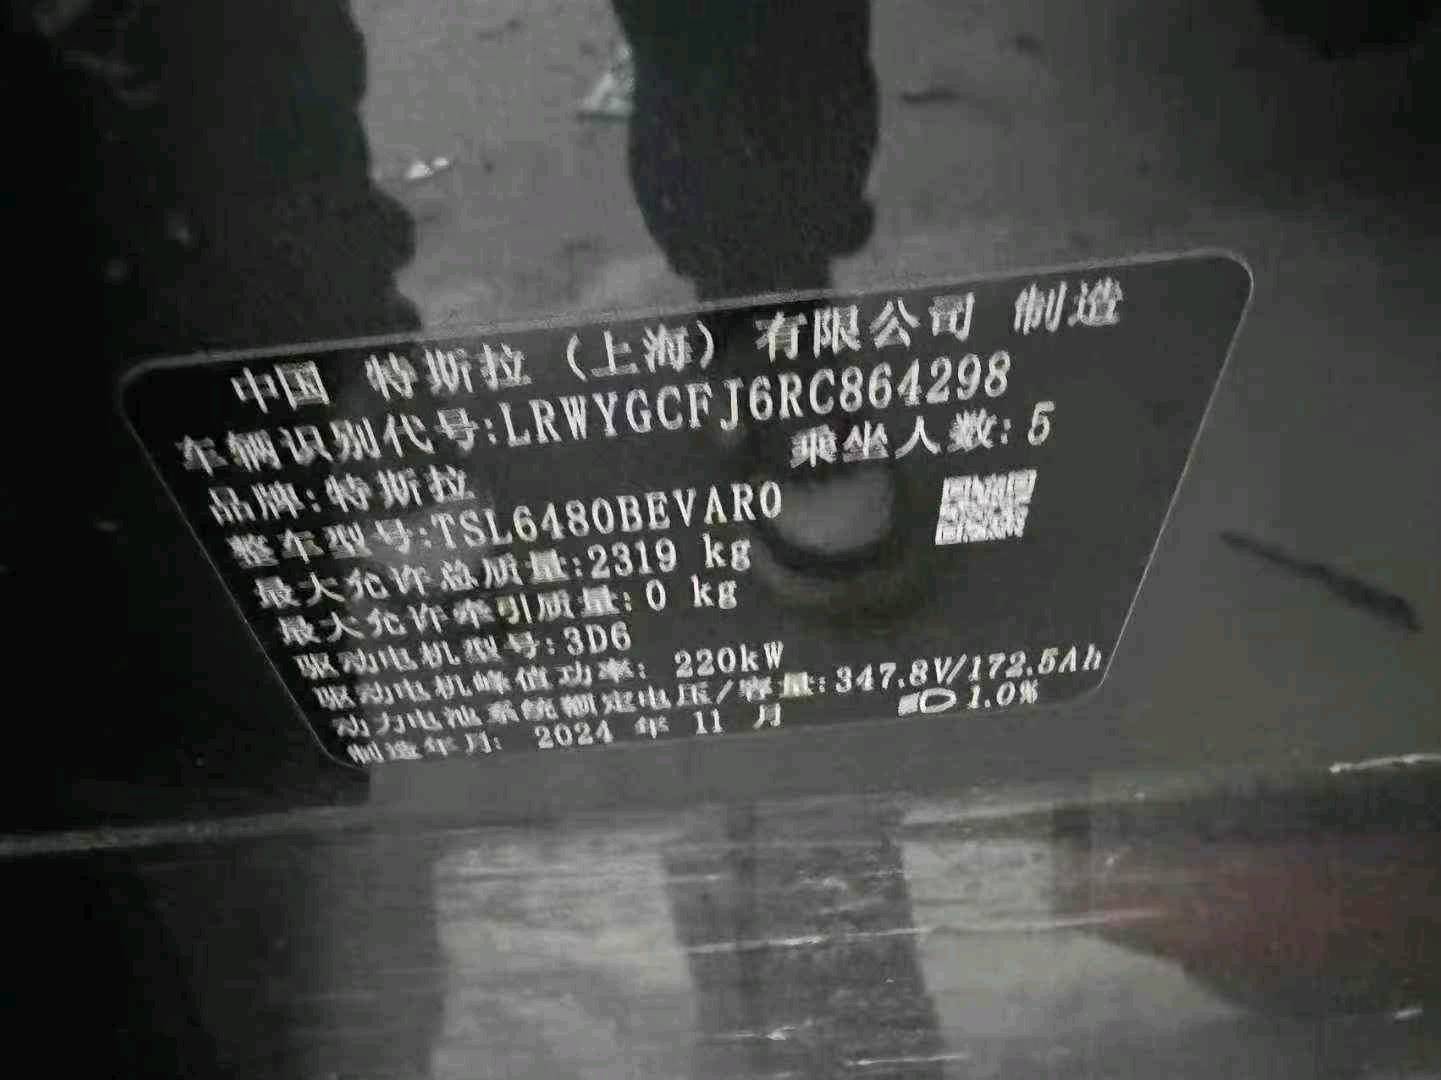 中国 特斯拉（上海）有限公司 制造
车辆识别代号:LRWYGCFJ6RC864298
乘坐人数:5
品牌:特斯拉
整车型号:TSL6480BEVAR0
最大允许总质量:2319 kg
最大允许牵引质量:0 kg
驱动电机型号:3D6
驱动电机峰值功率: 220kW
动力电池系统额定电压/容量:347.8V/172.5Ah
制造年月: 2024 年 11 月
1.0%